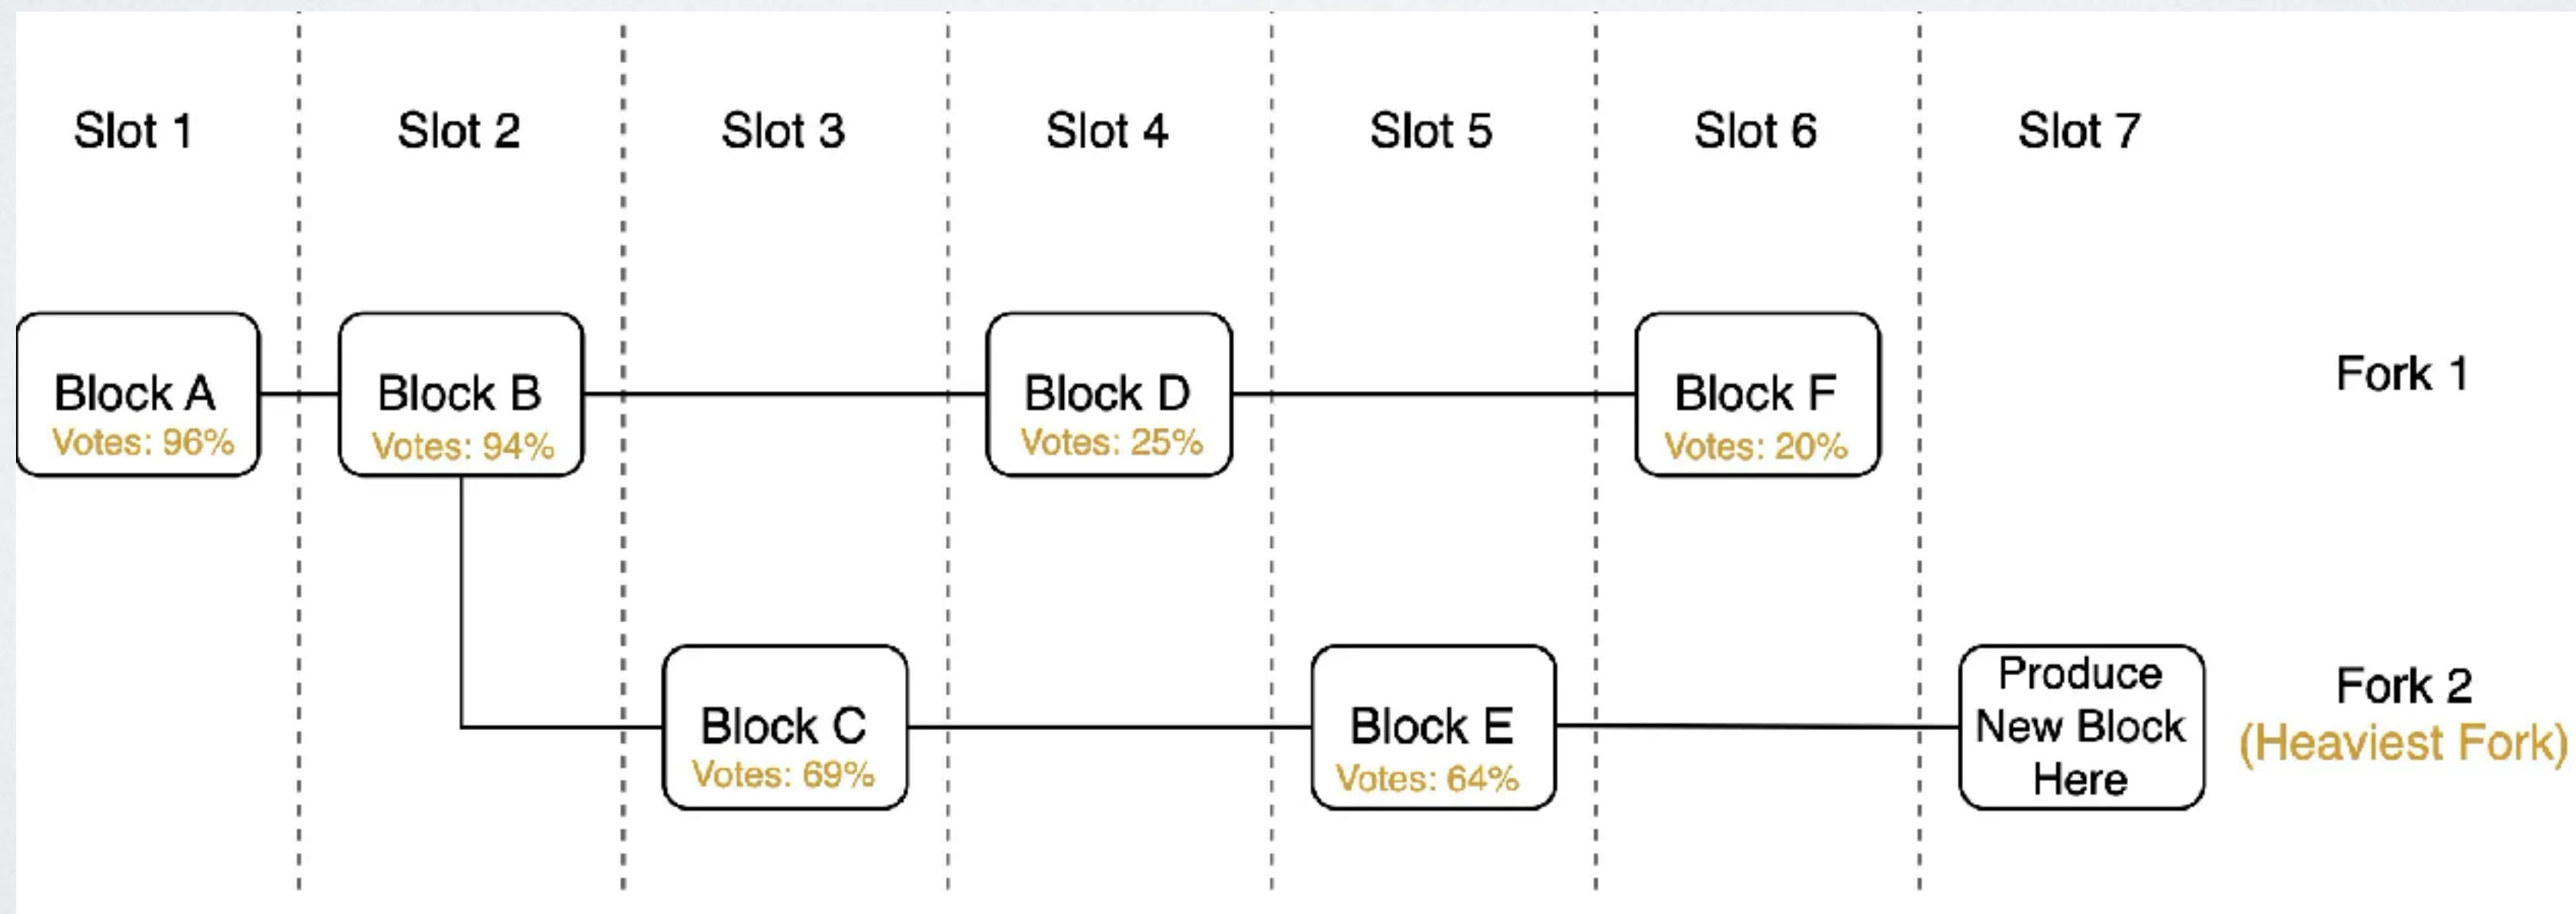 Slot 1
Slot 2
Slot 3
Slot 4
Slot 5
Slot 6
Slot 7
Block A
Votes: 96%
Block B
Votes: 94%
Block D
Votes: 25%
Block F
Votes: 20%
Fork 1
Block C
Votes: 69%
Block E
Votes: 64%
Produce
New Block
Here
Fork 2
(Heaviest Fork)